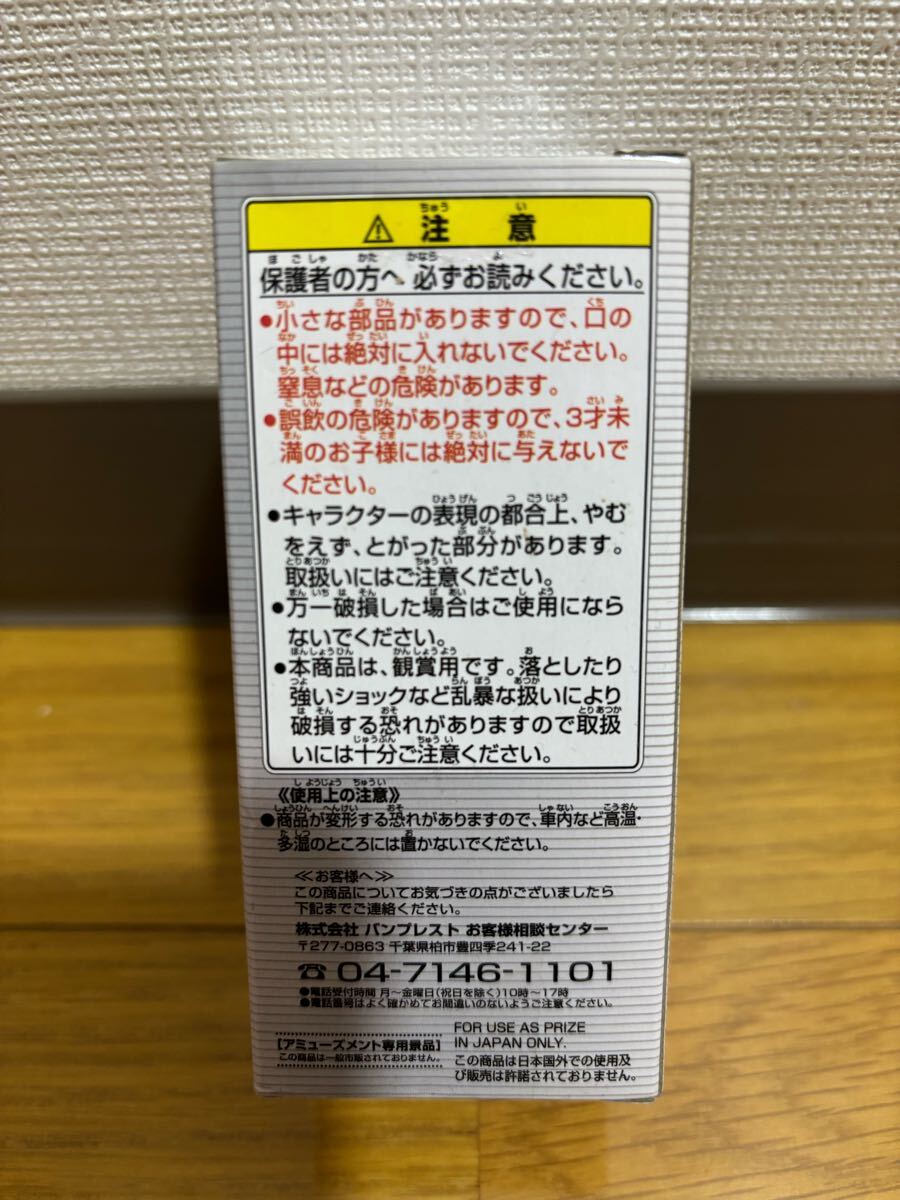 ⚠注意
保護者の方へ 必ずお読みください。
●小さな部品がありますので、口の
中には絶対に入れないでください。
窒息などの危険があります。
●誤飲の危険がありますので、3才未
満のお子様には絶対に与えないで
ください。
●キャラクターの表現の都合上、やむ
をえず、とがった部分があります。
取扱いにはご注意ください。
●万一破損した場合はご使用になら
ないでください。
●本商品は、観賞用です。落としたり
強いショックなど乱暴な扱いにより
破損する恐れがありますので取扱
いには十分ご注意ください。
《使用上の注意》
●商品が変形する恐れがありますので、車内など高温・
多湿のところには置かないでください。
≪お客様へ≫
この商品についてお気づきの点がございましたら
下記までご連絡ください。
株式会社 バンプレスト お客様相談センター
〒277-0863 千葉県柏市豊四季241-22
☎04-7146-1101
●電話受付時間 月〜金曜日(祝日を除く)10時〜17時
●電話番号はよく確かめてお間違いのないようご注意ください。
[アミューズメント専用景品]
この商品は一般市販されておりません。
FOR USE AS PRIZE
IN JAPAN ONLY.
この商品は日本国外での使用及
び販売は許諾されておりません。